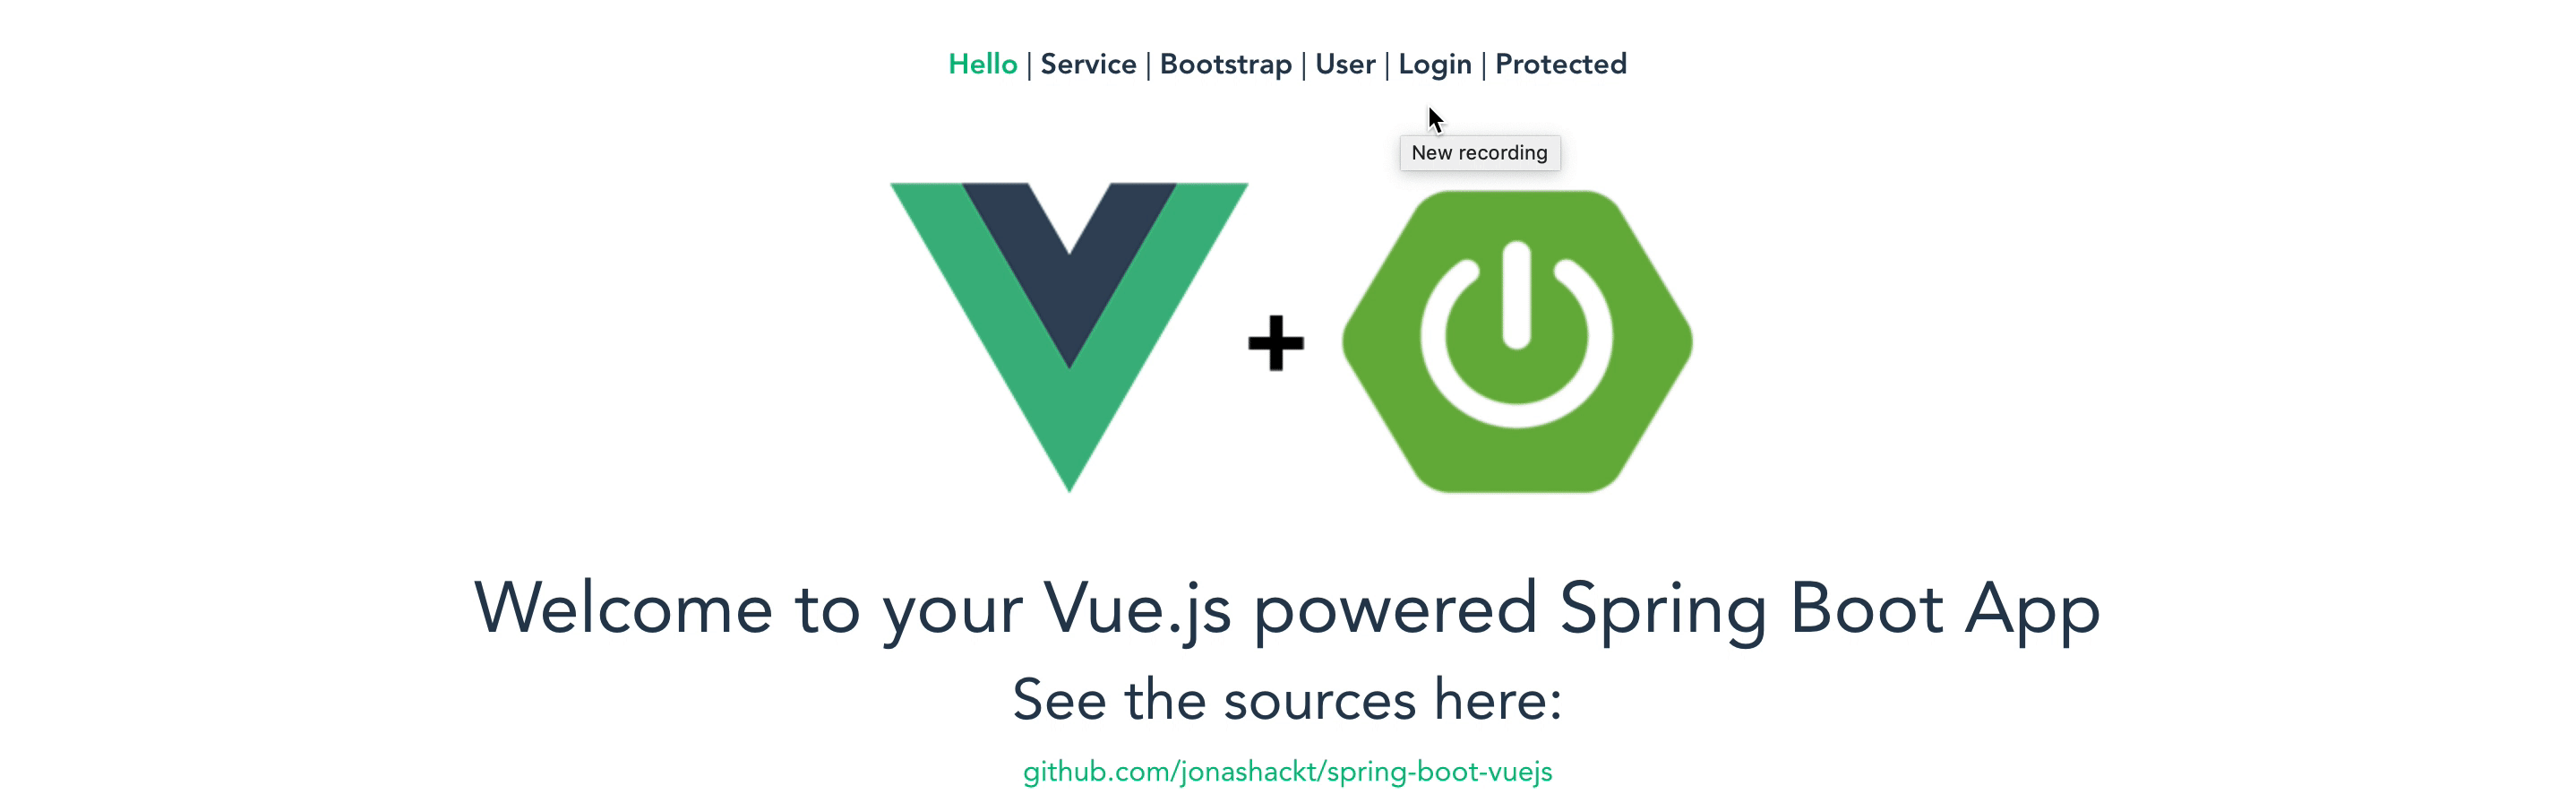 Hello | Service | Bootstrap | User | Login | Protected
New recording
Welcome to your Vue.js powered Spring Boot App
See the sources here:
github.com/jonashackt/spring-boot-vuejs